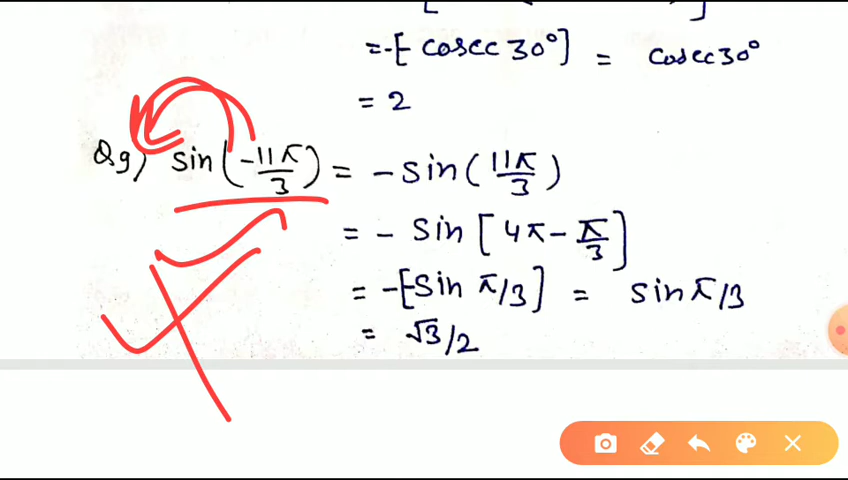 = -[ cosec 30°] = cosec 30°
= 2
Q9) sin(-11π/3) = - sin(11π/3)
= - sin [4π - π/3]
= -[-sin π/3] = sin π/3
= √3/2